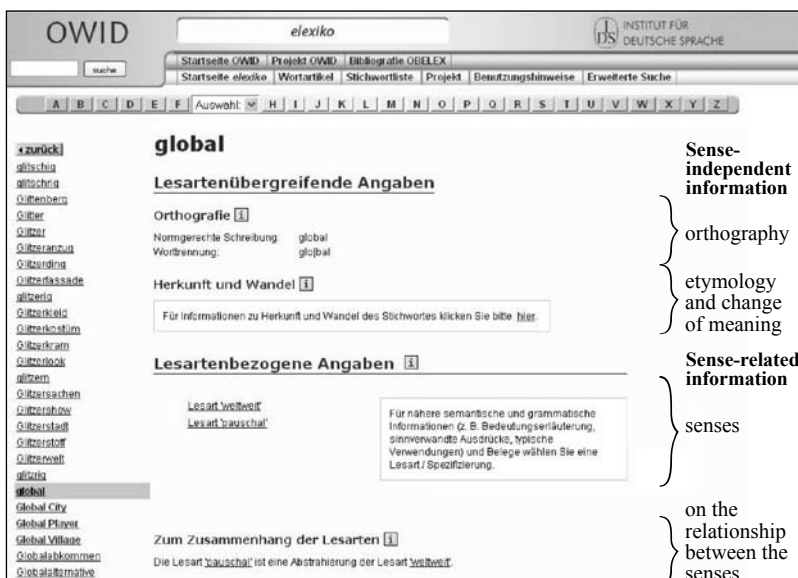 OWID
elexiko
IDS INSTITUT FÜR
DEUTSCHE SPRACHE
suche
Startseite OWID | Projekt OWID | Bibliografie OBELEX
Startseite elexiko | Wortartikel | Stichwortliste | Projekt | Benutzungshinweise | Erweiterte Suche
A B C D E F Auswahl: H I J K L M N O P Q R S T U V W X Y Z
zurück
glitschig
glitschrig
Glittenberg
Glitter
Glitzer
Glitzeranzug
Glitzerding
Glitzerfassade
glitzerig
Glitzerkleid
Glitzerkostüm
Glitzerkram
Glitzerlook
glitzern
Glitzersachen
Glitzershow
Glitzerstadt
Glitzerstoff
Glitzerwelt
glitzrig
global
Global City
Global Player
Global Village
Globalabkommen
Globalalternative
global
Lesartenübergreifende Angaben
Orthografie i
Normgerechte Schreibung: global
Worttrennung: glo|bal
Herkunft und Wandel i
Für Informationen zu Herkunft und Wandel des Stichwortes klicken Sie bitte hier.
Lesartenbezogene Angaben i
Lesart 'weltweit'
Lesart 'pauschal'
Für nähere semantische und grammatische
Informationen (z. B. Bedeutungserläuterung,
sinnverwandte Ausdrücke, typische
Verwendungen) und Belege wählen Sie eine
Lesart / Spezifizierung.
Zum Zusammenhang der Lesarten i
Die Lesart 'pauschal' ist eine Abstrahierung der Lesart 'weltweit'.
Sense-
independent
information
orthography
etymology
and change
of meaning
Sense-related
information
senses
on the
relationship
between the
senses